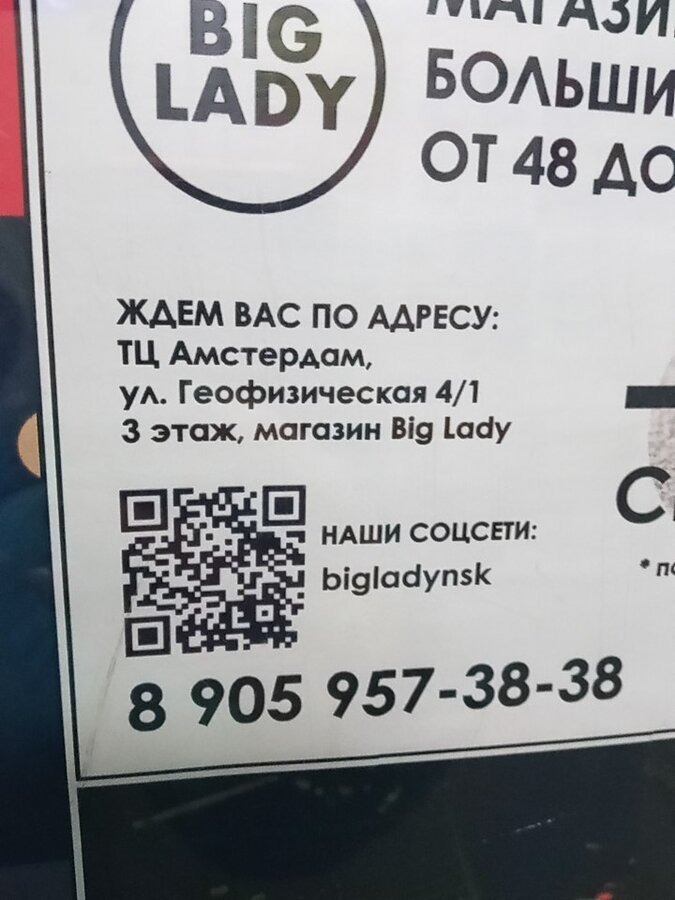 BIG
LADY
МАГАЗИ
БОЛЬШИ
ОТ 48 ДО
ЖДЕМ ВАС ПО АДРЕСУ:
ТЦ Амстердам,
ул. Геофизическая 4/1
3 этаж, магазин Big Lady
НАШИ СОЦСЕТИ:
bigladynsk
8 905 957-38-38